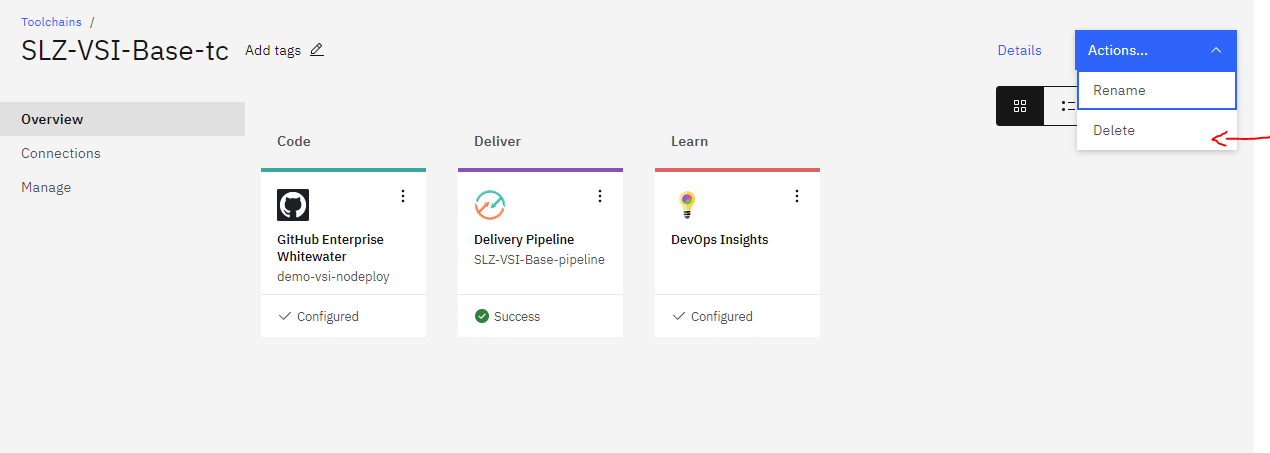 Toolchains /
SLZ-VSI-Base-tc
Add tags
Details
Actions...
Rename
Delete
Overview
Connections
Manage
Code
GitHub Enterprise
Whitewater
demo-vsi-nodeploy
Configured
Deliver
Delivery Pipeline
SLZ-VSI-Base-pipeline
Success
Learn
DevOps Insights
Configured